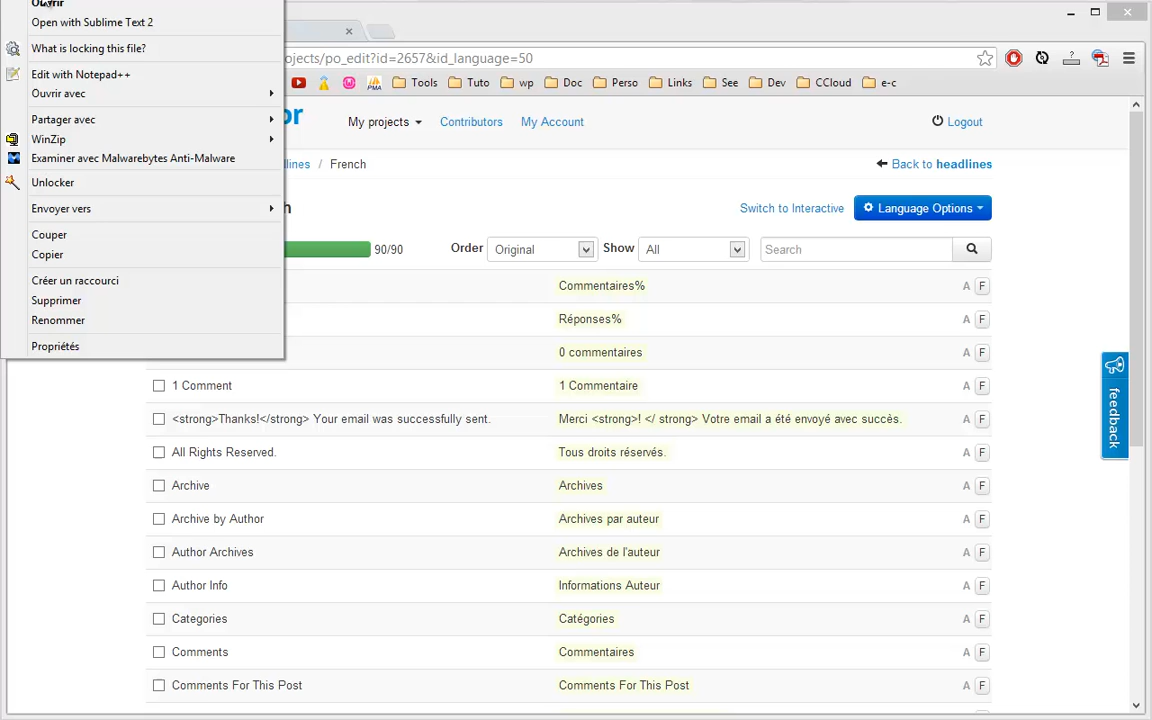 Ouvrir
Open with Sublime Text 2
What is locking this file?
Edit with Notepad++
Ouvrir avec
Partager avec
WinZip
Examiner avec Malwarebytes Anti-Malware
Unlocker
Envoyer vers
Couper
Copier
Créer un raccourci
Supprimer
Renommer
Propriétés
ojects/po_edit?id=2657&id_language=50
PMA
Tools
Tuto
wp
Doc
Perso
Links
See
Dev
CCloud
e-c
or
My projects
Contributors
My Account
Logout
lines / French
Back to headlines
h
Switch to Interactive
Language Options
90/90
Order
Original
Show
All
Search
Commentaires%
A F
Réponses%
A F
0 commentaires
A F
1 Comment
1 Commentaire
A F
<strong>Thanks!</strong> Your email was successfully sent.
Merci <strong>! </ strong> Votre email a été envoyé avec succès.
A F
All Rights Reserved.
Tous droits réservés.
A F
Archive
Archives
A F
Archive by Author
Archives par auteur
A F
Author Archives
Archives de l'auteur
A F
Author Info
Informations Auteur
A F
Categories
Catégories
A F
Comments
Commentaires
A F
Comments For This Post
Comments For This Post
A F
feedback